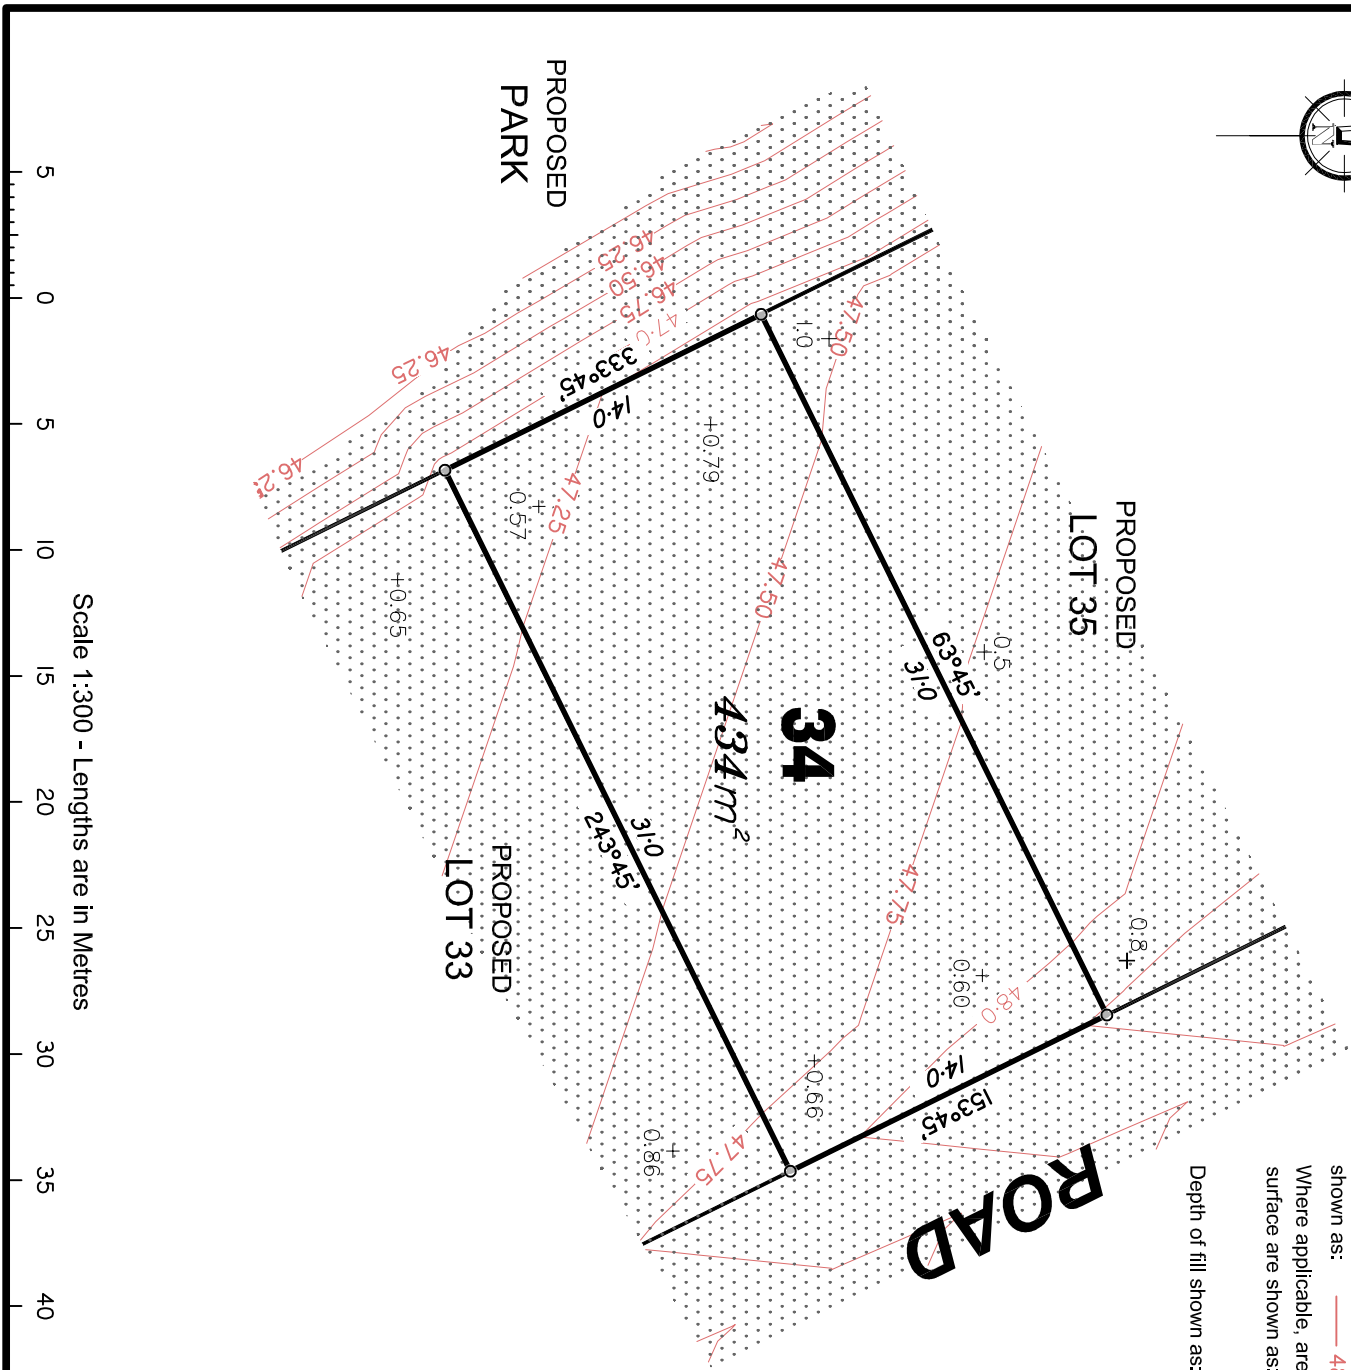 N
PROPOSED
PARK
46.25
46.50
46.75
47.0
46.25
333°45'
14·0
47.50
1.0
+0.79
47.25
0.57
+0.65
PROPOSED
LOT 35
0.5
63°45'
31·0
47.50
34
434m²
31·0
243°45'
PROPOSED
LOT 33
47.75
0.8
0.60
48.0
14·0
153°45'
+0.66
0.86
47.75
ROAD
shown as:
Where applicable, are
surface are shown as:
Depth of fill shown as:
5 0 5 10 15 20 25 30 35 40
Scale 1:300 - Lengths are in Metres